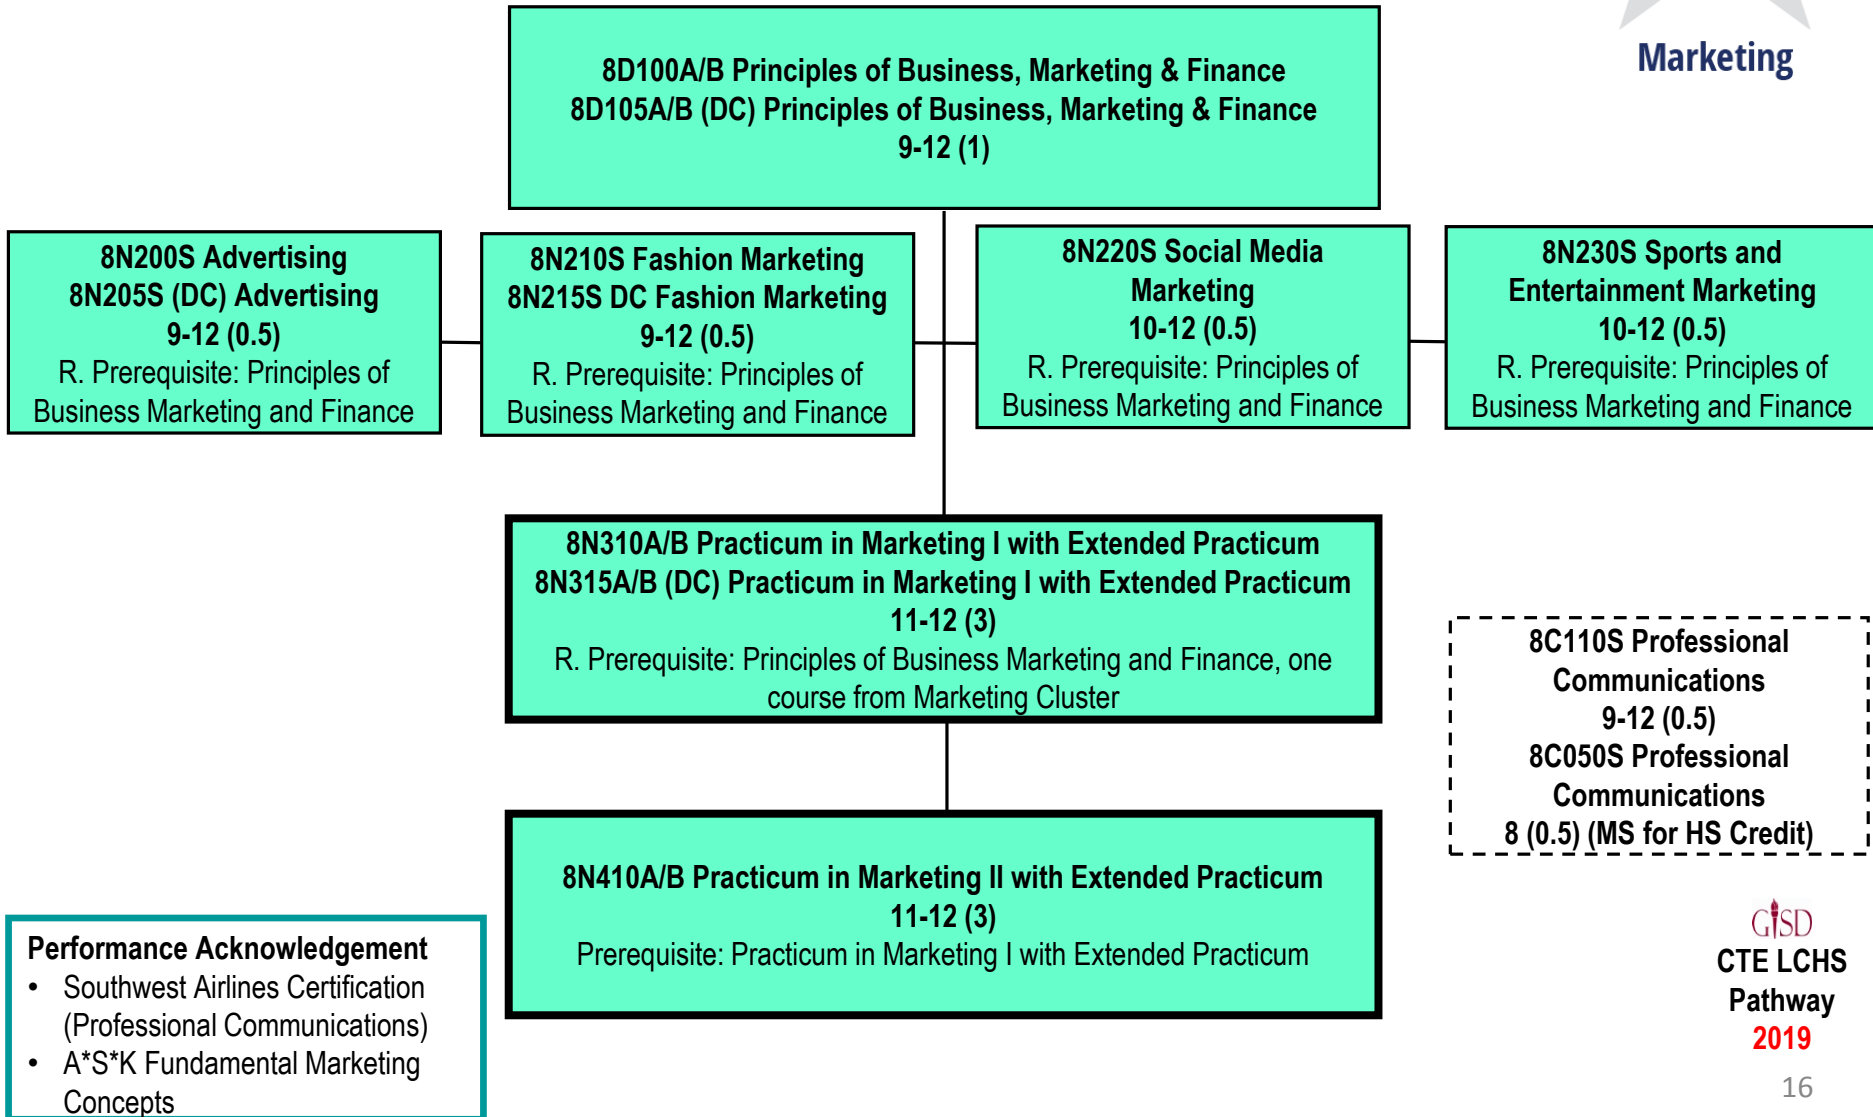 Marketing
8D100A/B Principles of Business, Marketing & Finance
8D105A/B (DC) Principles of Business, Marketing & Finance
9-12 (1)
8N200S Advertising
8N205S (DC) Advertising
9-12 (0.5)
R. Prerequisite: Principles of
Business Marketing and Finance
8N210S Fashion Marketing
8N215S DC Fashion Marketing
9-12 (0.5)
R. Prerequisite: Principles of
Business Marketing and Finance
8N220S Social Media
Marketing
10-12 (0.5)
R. Prerequisite: Principles of
Business Marketing and Finance
8N230S Sports and
Entertainment Marketing
10-12 (0.5)
R. Prerequisite: Principles of
Business Marketing and Finance
8N310A/B Practicum in Marketing I with Extended Practicum
8N315A/B (DC) Practicum in Marketing I with Extended Practicum
11-12 (3)
R. Prerequisite: Principles of Business Marketing and Finance, one
course from Marketing Cluster
8C110S Professional
Communications
9-12 (0.5)
8C050S Professional
Communications
8 (0.5) (MS for HS Credit)
8N410A/B Practicum in Marketing II with Extended Practicum
11-12 (3)
Prerequisite: Practicum in Marketing I with Extended Practicum
Performance Acknowledgement
• Southwest Airlines Certification
(Professional Communications)
• A*S*K Fundamental Marketing
Concepts
GISD
CTE LCHS
Pathway
2019
16